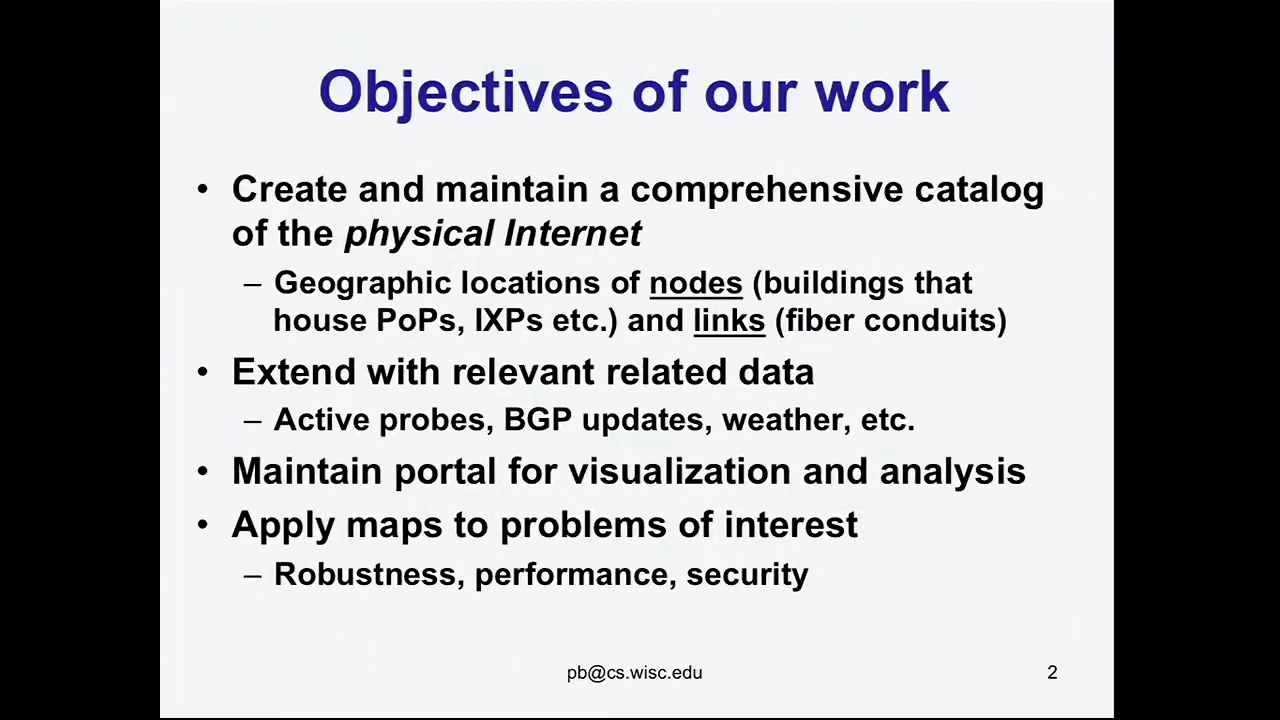 Objectives of our work
• Create and maintain a comprehensive catalog
of the physical Internet
– Geographic locations of nodes (buildings that
house PoPs, IXPs etc.) and links (fiber conduits)
• Extend with relevant related data
– Active probes, BGP updates, weather, etc.
• Maintain portal for visualization and analysis
• Apply maps to problems of interest
– Robustness, performance, security
pb@cs.wisc.edu
2